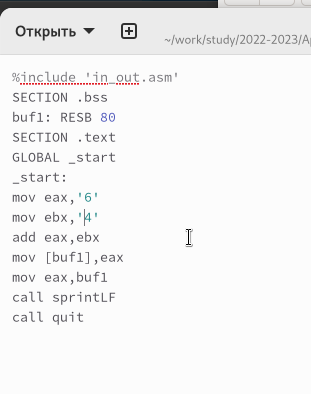 Открыть
~/work/study/2022-2023/A
%include 'in_out.asm'
SECTION .bss
buf1: RESB 80
SECTION .text
GLOBAL _start
_start:
mov eax,'6'
mov ebx,'4'
add eax,ebx
mov [buf1],eax
mov eax,buf1
call sprintLF
call quit